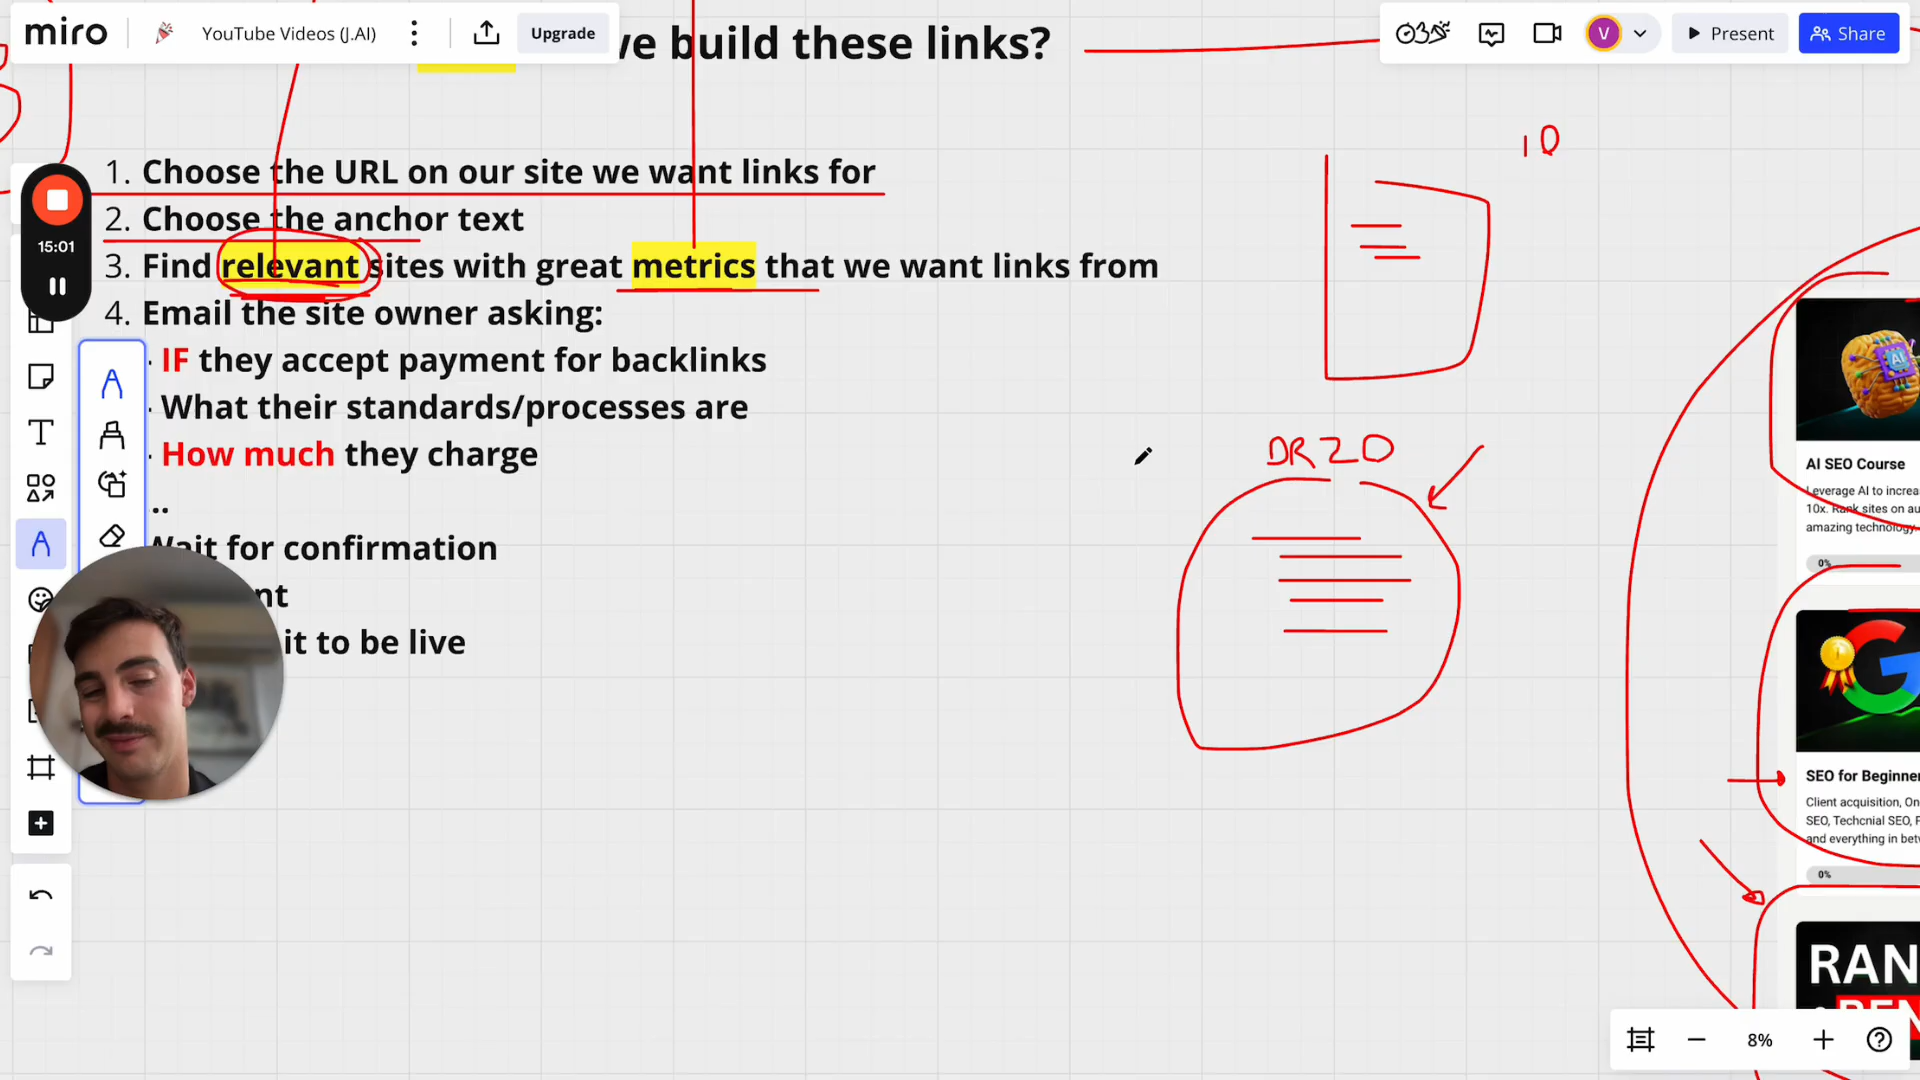 miro
YouTube Videos (J.AI)
Upgrade
we build these links?
V
Present
Share
10
1. Choose the URL on our site we want links for
2. Choose the anchor text
3. Find relevant sites with great metrics that we want links from
4. Email the site owner asking:
· IF they accept payment for backlinks
· What their standards/processes are
· How much they charge
..
Wait for confirmation
nt
it to be live
15:01
DR 20
AI
AI SEO Course
Leverage AI to increa
10x. Rank sites on au
amazing technology
0%
SEO for Beginner
Client acquisition, On
SEO, Techcnial SEO, F
and everything in betw
0%
RAN
8%